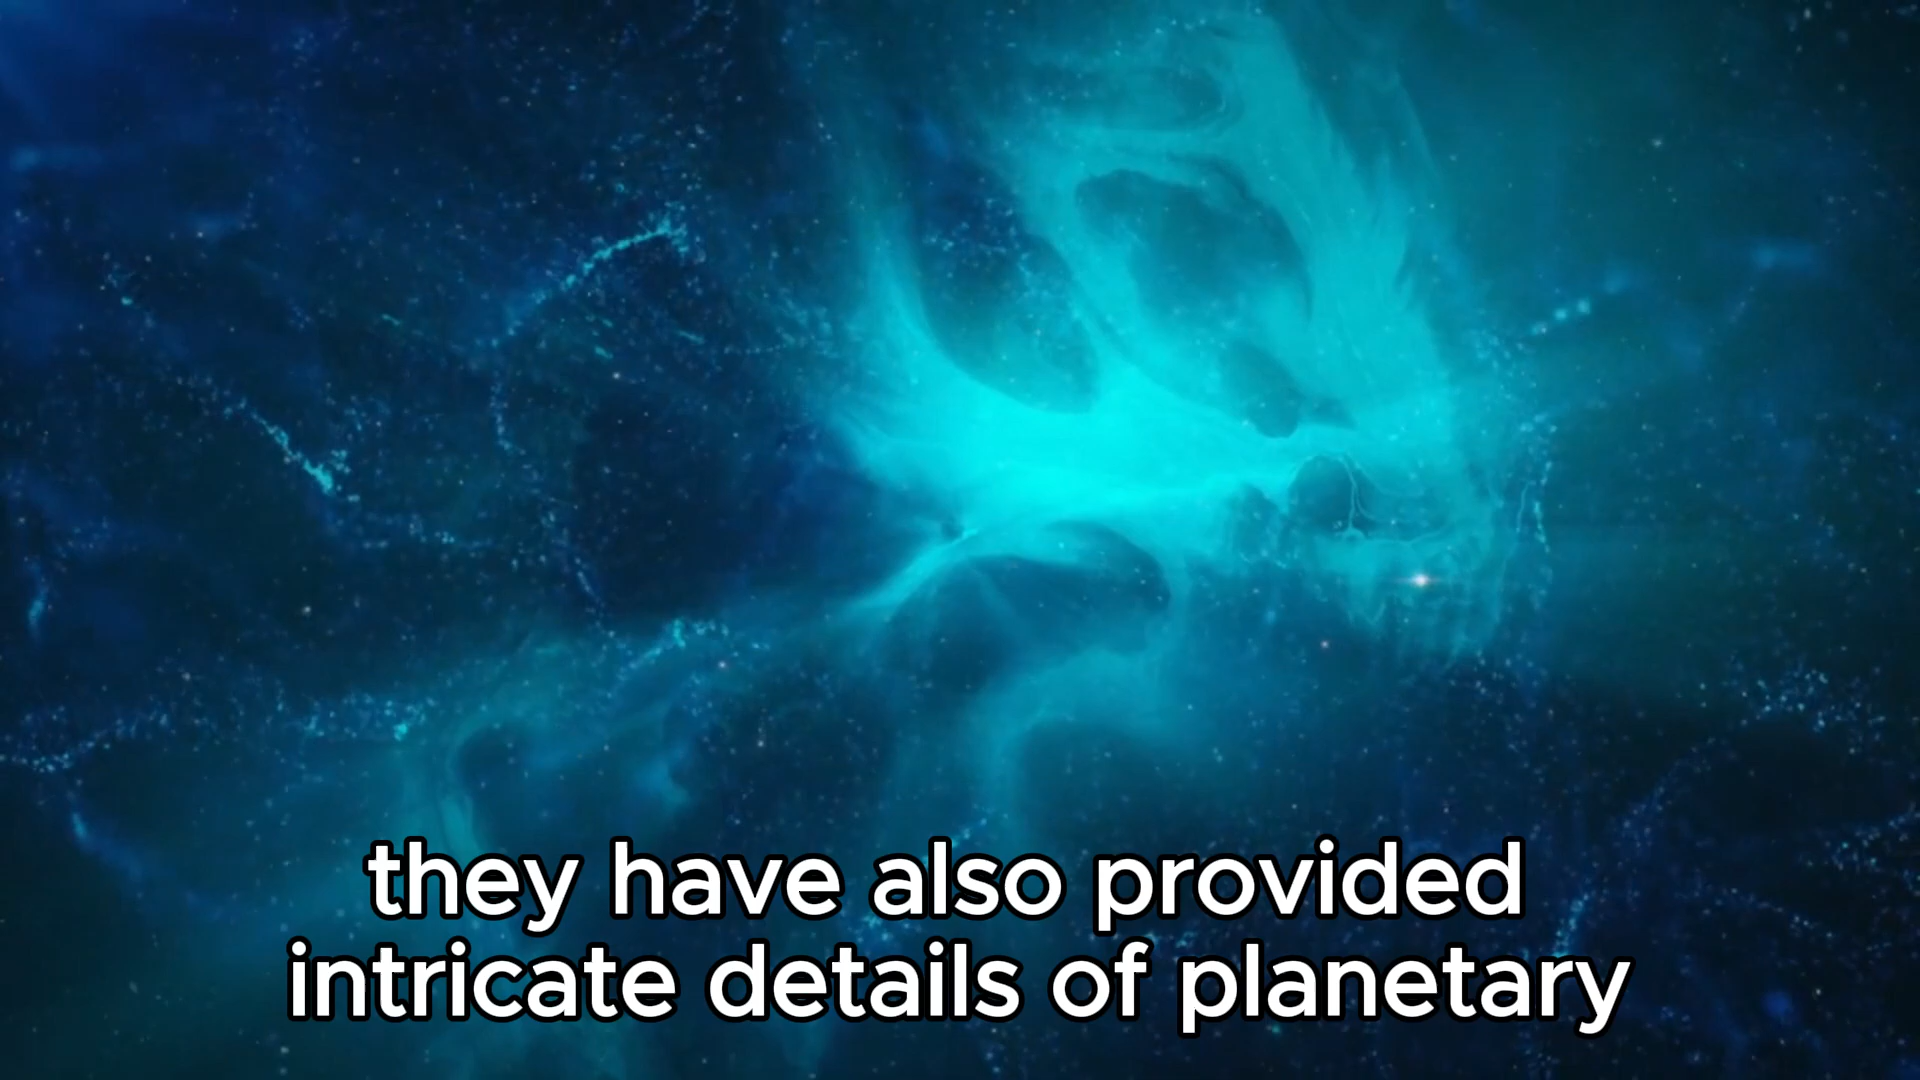 they have also provided
intricate details of planetary